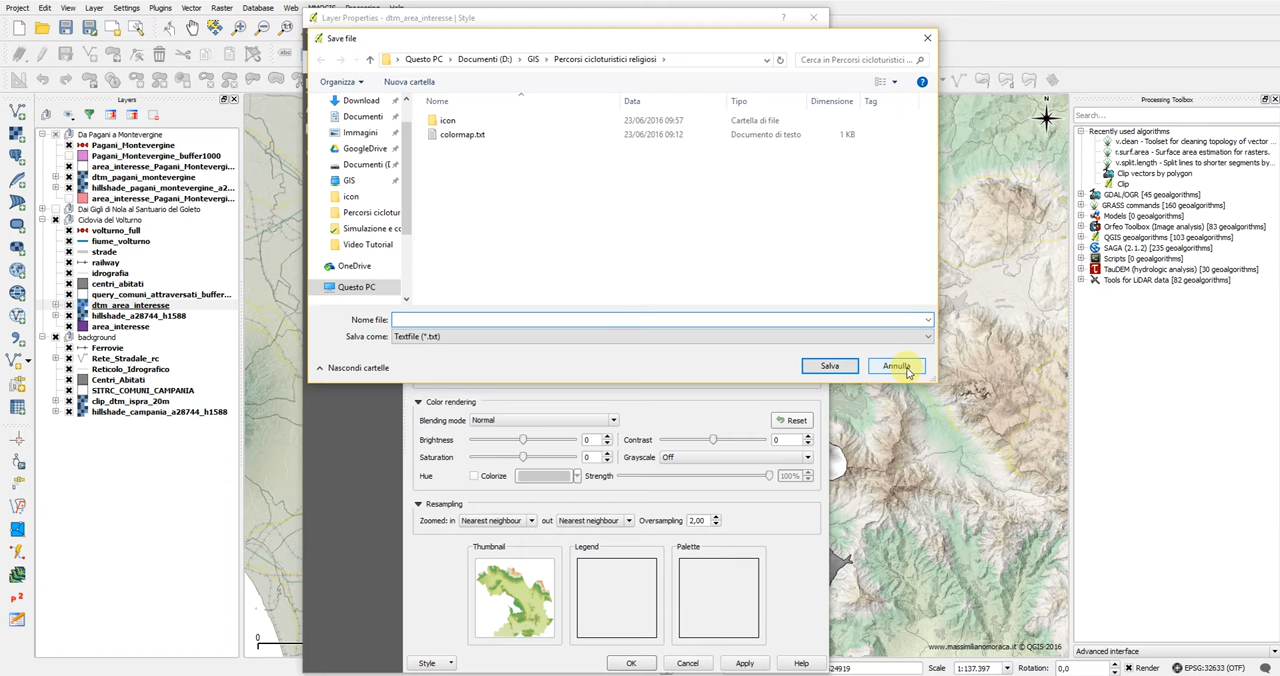 Project Edit View Layer Settings Plugins Vector Raster Database Web MMQGIS Processing Help
Layer Properties - dtm_area_interesse | Style
Save file
Questo PC > Documenti (D:) > GIS > Percorsi cicloturistici religiosi >
Cerca in Percorsi cicloturistici ...
Organizza
Nuova cartella
Download
Documenti
Immagini
GoogleDrive
Documenti (D
GIS
icon
Percorsi ciclotur
Simulazione e cc
Video Tutorial
OneDrive
Questo PC
Nome Data Tipo Dimensione Tag
icon 23/06/2016 09:57 Cartella di file
colormap.txt 23/06/2016 09:12 Documento di testo 1 KB
Nome file:
Salva come: Textfile (*.txt)
Nascondi cartelle
Salva
Annulla
Layers
Da Pagani a Montevergine
Pagani_Montevergine
Pagani_Montevergine_buffer1000
area_interesse_Pagani_Montevergin...
dtm_pagani_montevergine
hillshade_pagani_montevergine_a2...
area_interesse_Pagani_Montevergin...
Dai Gigli di Nola al Santuario del Goleto
Ciclovia del Volturno
volturno_full
fiume_volturno
strade
railway
idrografia
centri_abitati
query_comuni_attraversati_buffer...
dtm_area_interesse
hillshade_a28744_h1588
area_interesse
background
Ferrovie
Rete_Stradale_rc
Reticolo_Idrografico
Centri_Abitati
SITRC_COMUNI_CAMPANIA
clip_dtm_ispra_20m
hillshade_campania_a28744_h1588
Color rendering
Blending mode Normal Reset
Brightness 0 Contrast 0
Saturation 0 Grayscale Off
Hue Colorize Strength 100%
Resampling
Zoomed: in Nearest neighbour out Nearest neighbour Oversampling 2,00
Thumbnail Legend Palette
Style OK Cancel Apply Help
N
0
www.massimilianomoraca.it © QGIS 2016
Processing Toolbox
Search...
Recently used algorithms
v.clean - Toolset for cleaning topology of vector ...
r.surf.area - Surface area estimation for rasters.
v.split.length - Split lines to shorter segments by...
Clip vectors by polygon
Clip
GDAL/OGR [45 geoalgorithms]
GRASS commands [160 geoalgorithms]
Models [0 geoalgorithms]
Orfeo Toolbox (Image analysis) [83 geoalgorithms]
QGIS geoalgorithms [103 geoalgorithms]
SAGA (2.1.2) [235 geoalgorithms]
Scripts [0 geoalgorithms]
TauDEM (hydrologic analysis) [30 geoalgorithms]
Tools for LiDAR data [82 geoalgorithms]
Advanced interface
24919 Scale 1:137.397 Rotation: 0,0 Render EPSG:32633 (OTF)